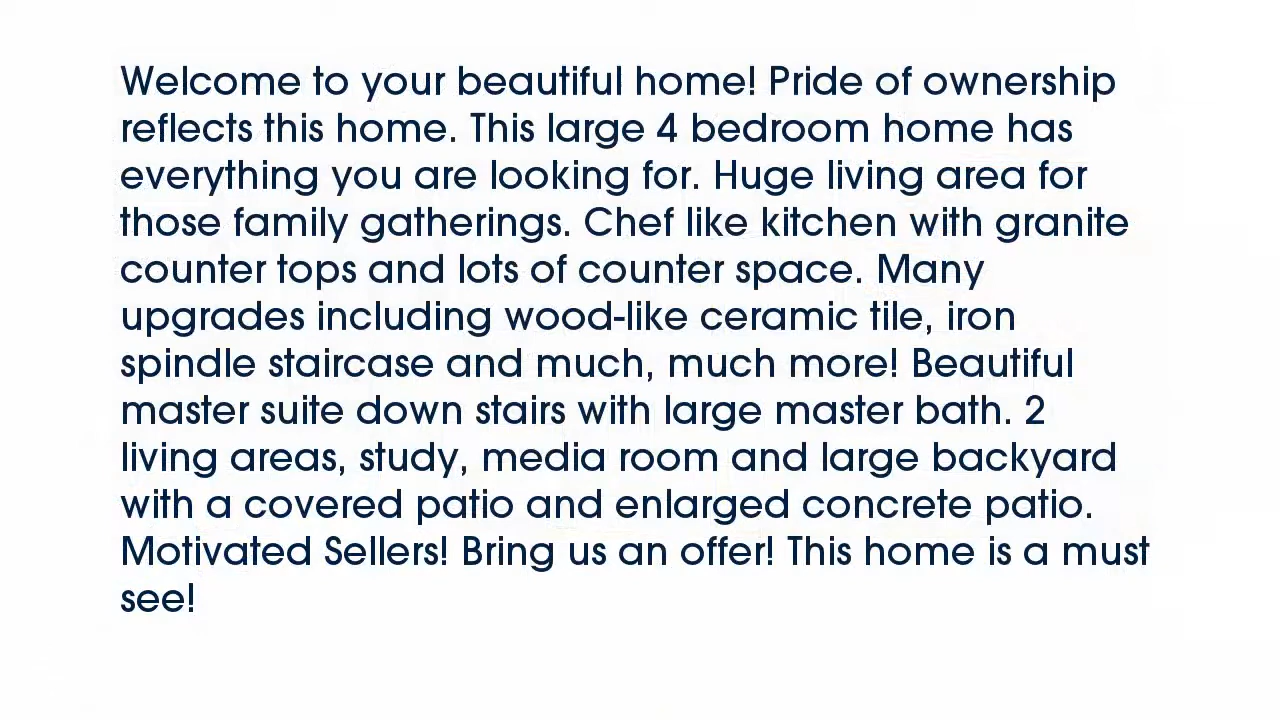 Welcome to your beautiful home! Pride of ownership
reflects this home. This large 4 bedroom home has
everything you are looking for. Huge living area for
those family gatherings. Chef like kitchen with granite
counter tops and lots of counter space. Many
upgrades including wood-like ceramic tile, iron
spindle staircase and much, much more! Beautiful
master suite down stairs with large master bath. 2
living areas, study, media room and large backyard
with a covered patio and enlarged concrete patio.
Motivated Sellers! Bring us an offer! This home is a must
see!